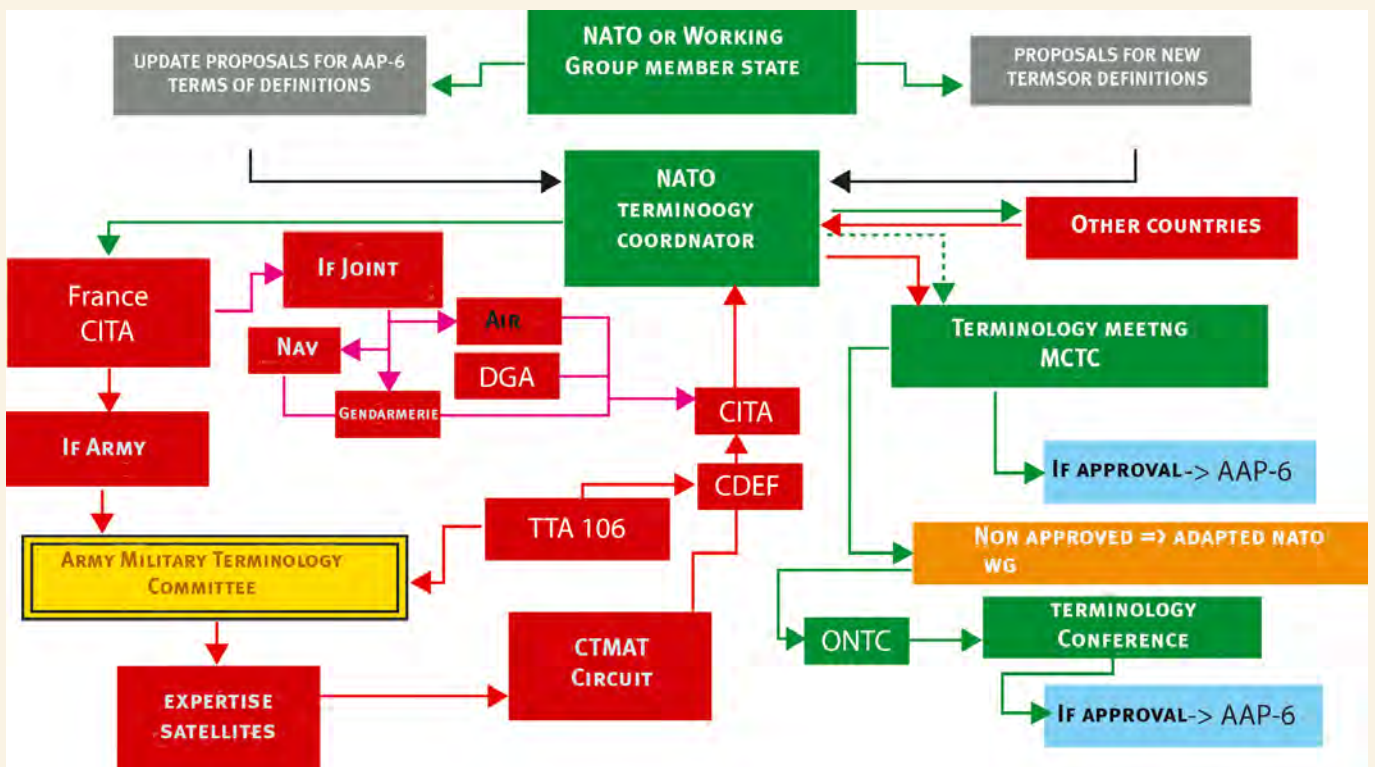 NATO OR WORKING
GROUP MEMBER STATE
UPDATE PROPOSALS FOR AAP-6
TERMS OF DEFINITIONS
PROPOSALS FOR NEW
TERMSOR DEFINITIONS
NATO
TERMINOOGY
COORDNATOR
OTHER COUNTRIES
France
CITA
IF JOINT
AIR
NAV
DGA
GENDARMERIE
CITA
TERMINOLOGY MEETNG
MCTC
IF ARMY
CDEF
IF APPROVAL-> AAP-6
TTA 106
ARMY MILITARY TERMINOLOGY
COMMITTEE
NON APPROVED => ADAPTED NATO
WG
ONTC
TERMINOLOGY
CONFERENCE
CTMAT
CIRCUIT
EXPERTISE
SATELLITES
IF APPROVAL-> AAP-6